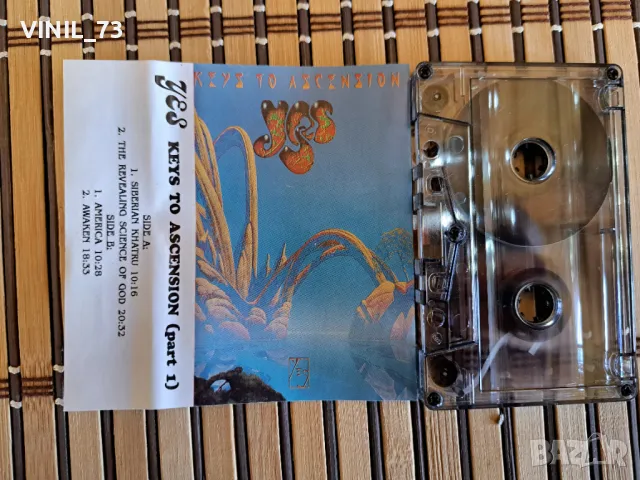 VINIL_73
KEYS TO ASCENSION
YES
YES KEYS TO ASCENSION (part 1)
SIDE A:
1. SIBERIAN KHATRU 10:16
2. THE REVEALING SCIENCE OF GOD 20:32
SIDE B:
1. AMERICA 10:28
2. AWAKEN 18:33
BAZAR